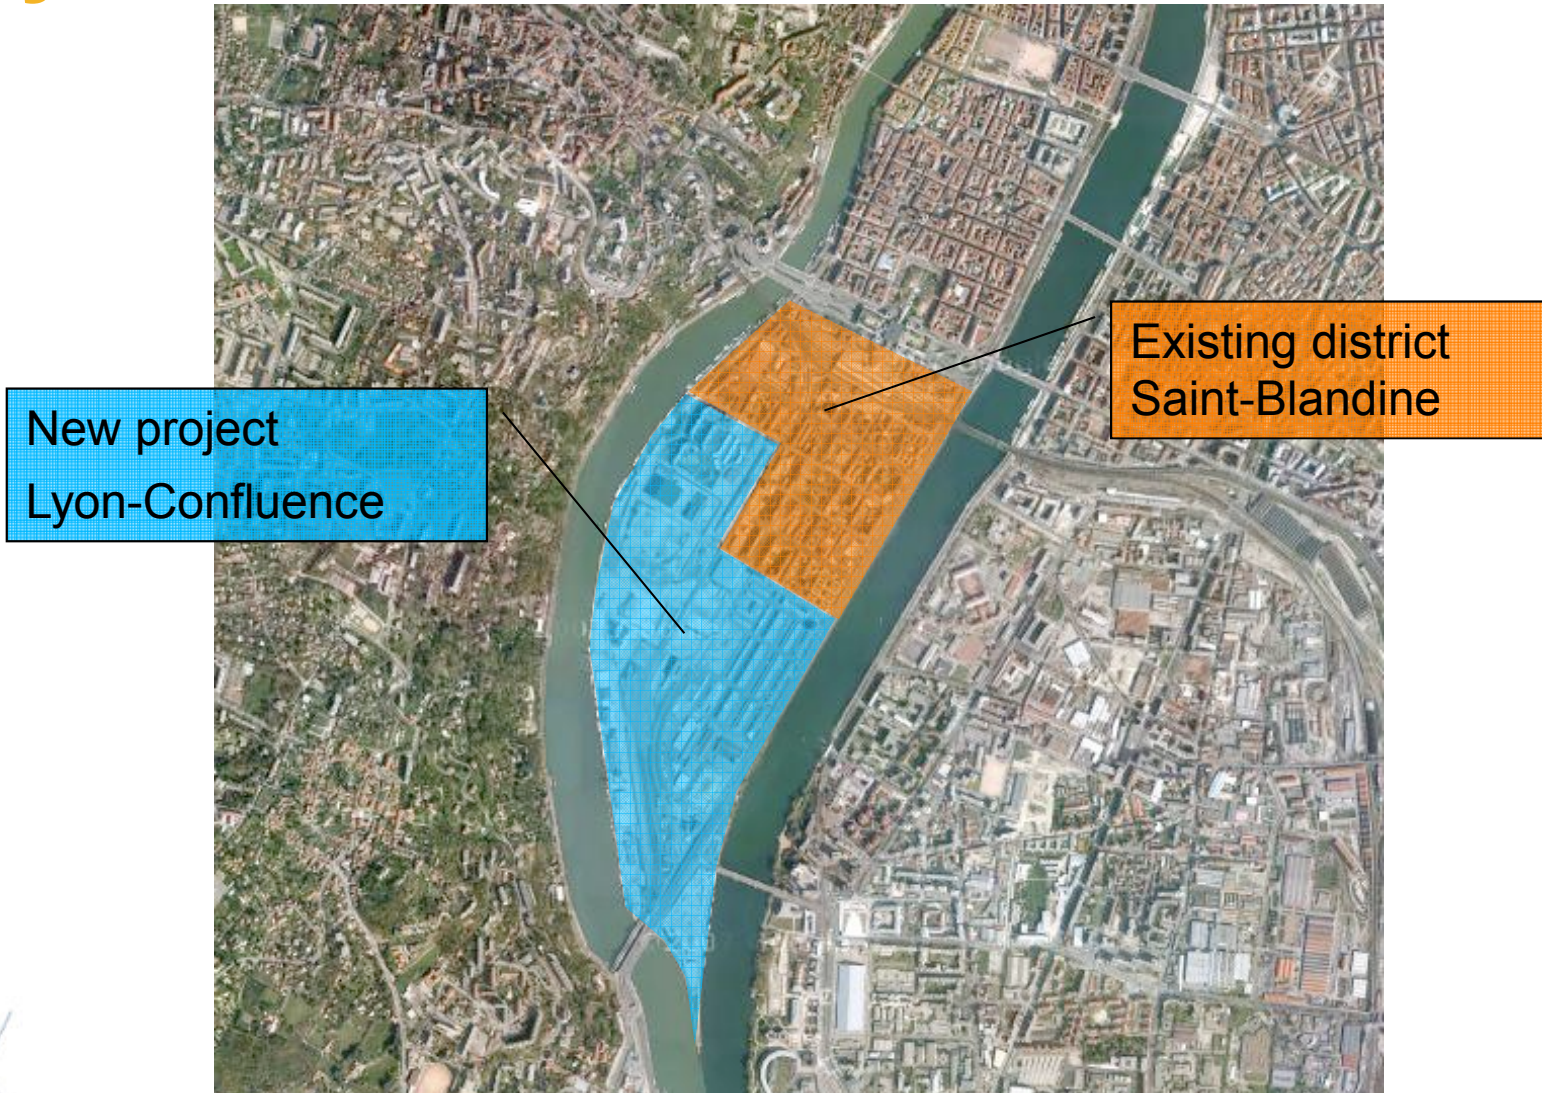 New project
Lyon-Confluence
Existing district
Saint-Blandine